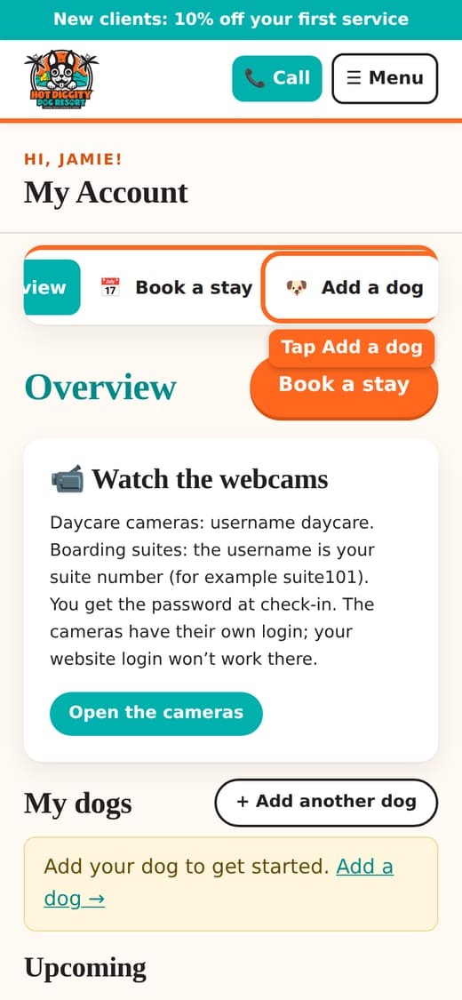 New clients: 10% off your first service
HOT DIGGITY
DOG RESORT
📞 Call
☰ Menu
HI, JAMIE!
My Account
view
July
17
Book a stay
🐶 Add a dog
Tap Add a dog
Overview
Book a stay
📹 Watch the webcams
Daycare cameras: username daycare.
Boarding suites: the username is your
suite number (for example suite101).
You get the password at check-in. The
cameras have their own login; your
website login won’t work there.
Open the cameras
My dogs
+ Add another dog
Add your dog to get started. Add a
dog →
Upcoming